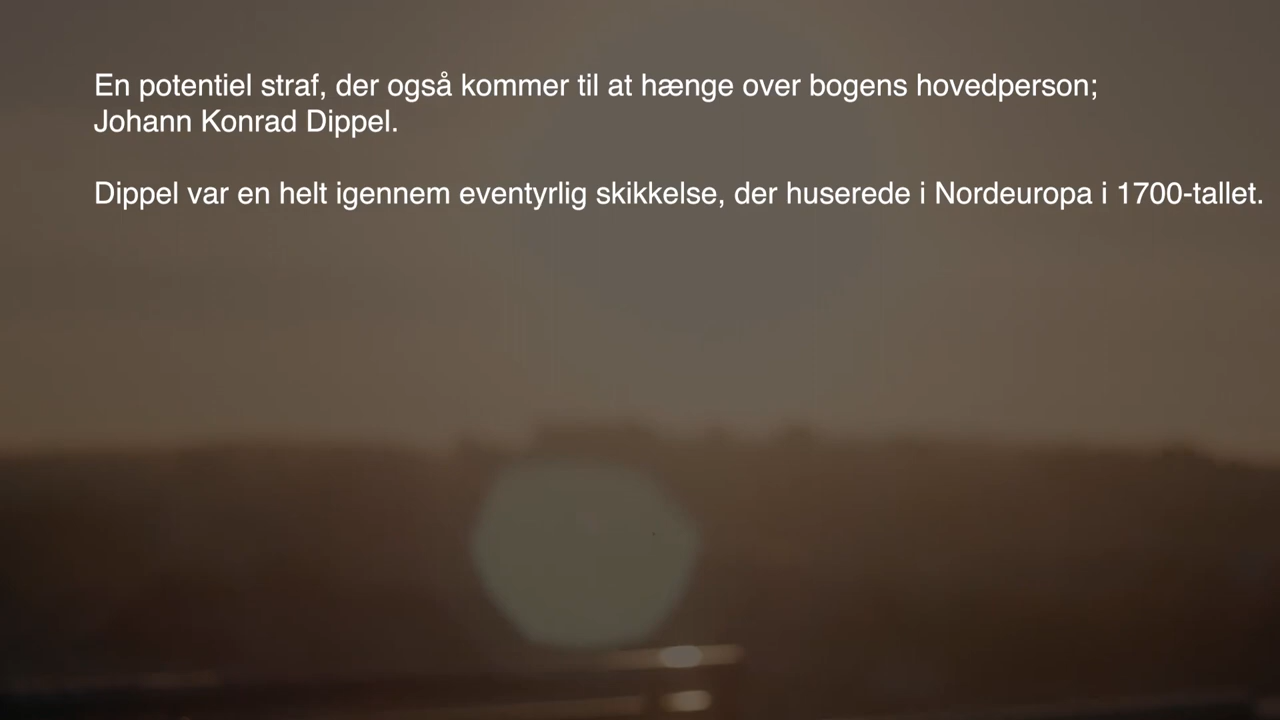 En potentiel straf, der også kommer til at hænge over bogens hovedperson;
Johann Konrad Dippel.
Dippel var en helt igennem eventyrlig skikkelse, der huserede i Nordeuropa i 1700-tallet.